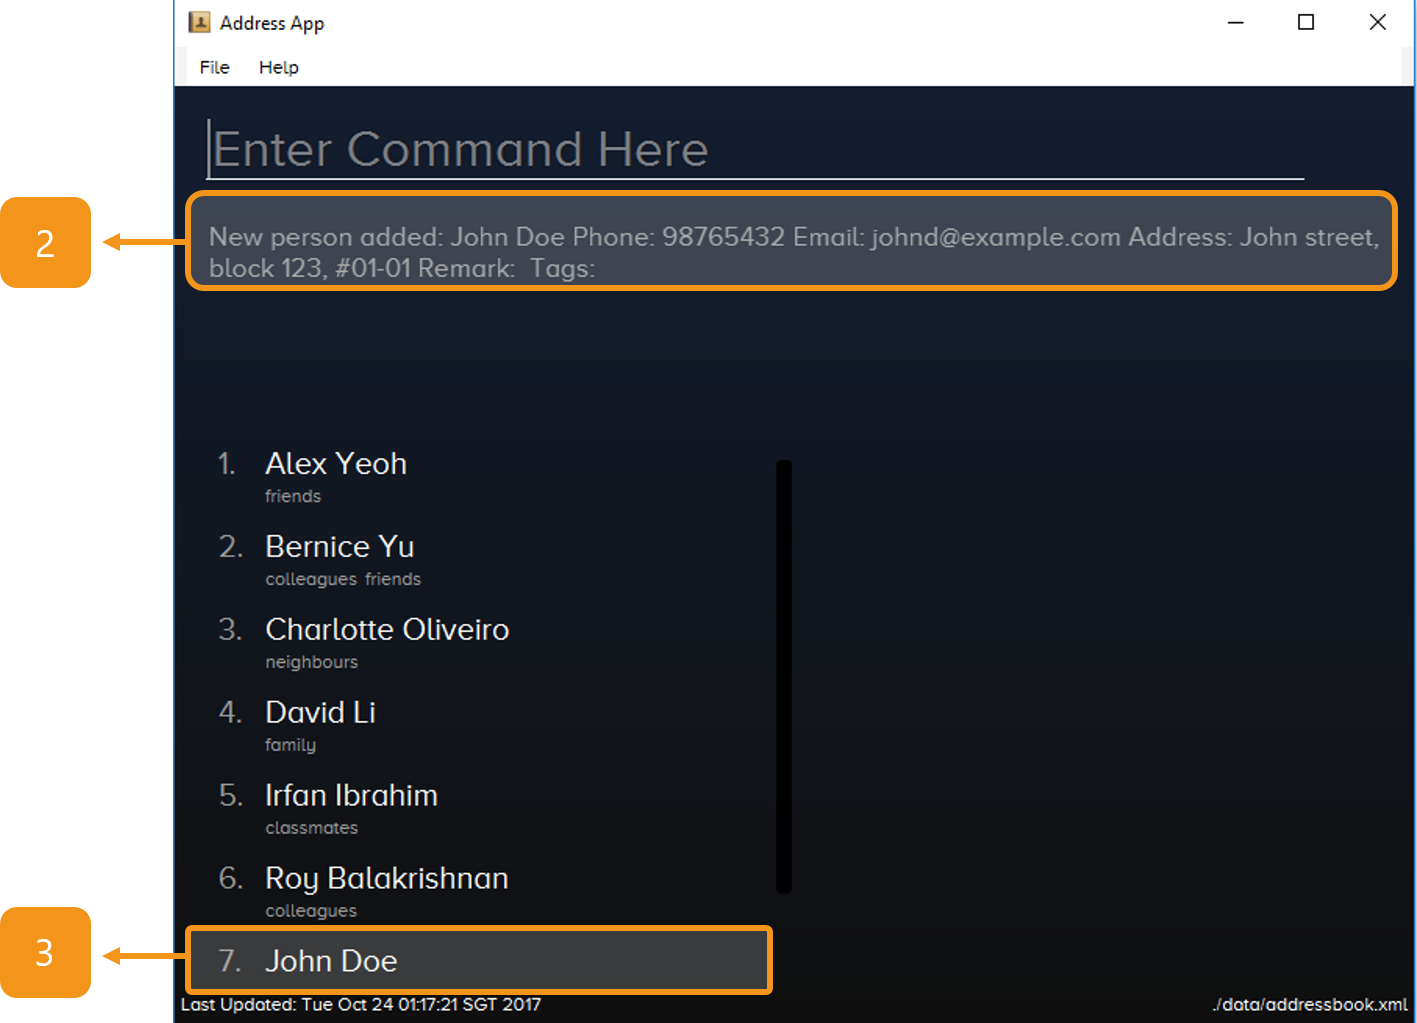 Address App
File Help
Enter Command Here
2
New person added: John Doe Phone: 98765432 Email: johnd@example.com Address: John street,
block 123, #01-01 Remark: Tags:
1. Alex Yeoh
friends
2. Bernice Yu
colleagues friends
3. Charlotte Oliveiro
neighbours
4. David Li
family
5. Irfan Ibrahim
classmates
6. Roy Balakrishnan
colleagues
3
7. John Doe
Last Updated: Tue Oct 24 01:17:21 SGT 2017 ./data/addressbook.xml